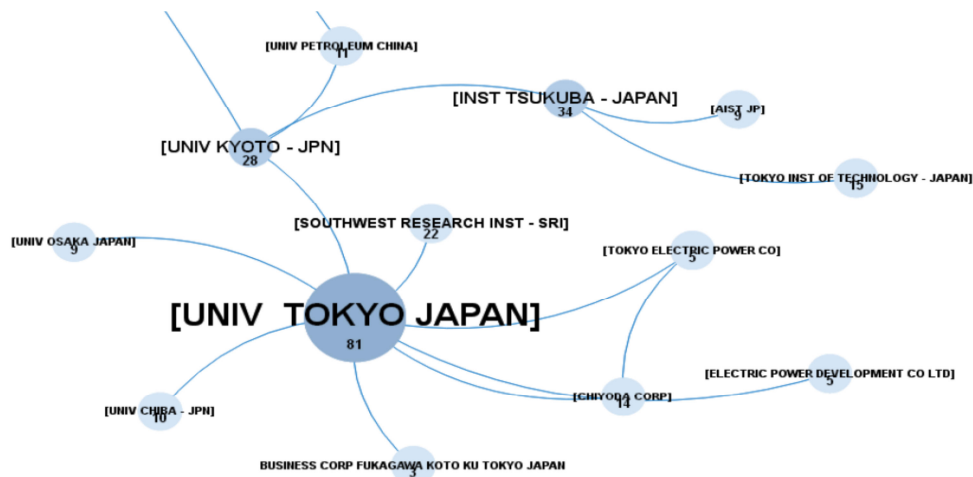 [UNIV PETROLEUM CHINA]
11
[INST TSUKUBA - JAPAN]
34
[AIST JP]
9
[UNIV KYOTO - JPN]
28
[TOKYO INST OF TECHNOLOGY - JAPAN]
15
[SOUTHWEST RESEARCH INST - SRI]
22
[UNIV OSAKA JAPAN]
9
[TOKYO ELECTRIC POWER CO]
5
[UNIV  TOKYO JAPAN]
81
[ELECTRIC POWER DEVELOPMENT CO LTD]
5
[CHIYODA CORP]
14
[UNIV CHIBA - JPN]
10
BUSINESS CORP FUKAGAWA KOTO KU TOKYO JAPAN
3